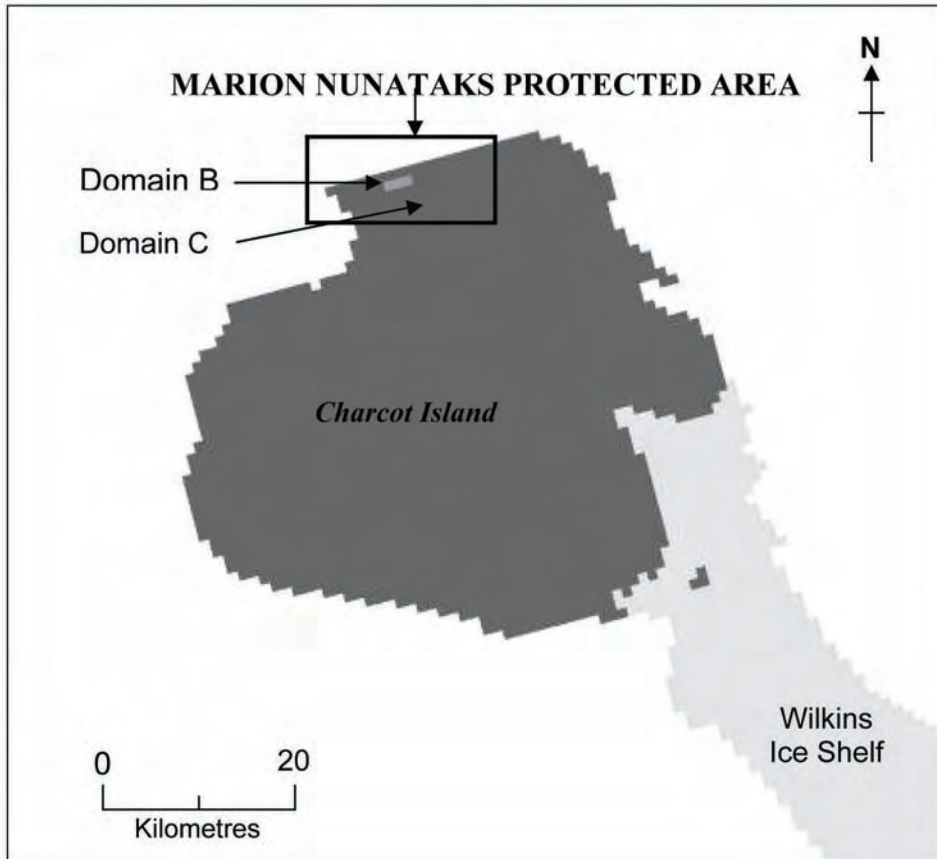 N
MARION NUNATAKS PROTECTED AREA
Domain B
Domain C
Charcot Island
Wilkins
Ice Shelf
0 20
Kilometres